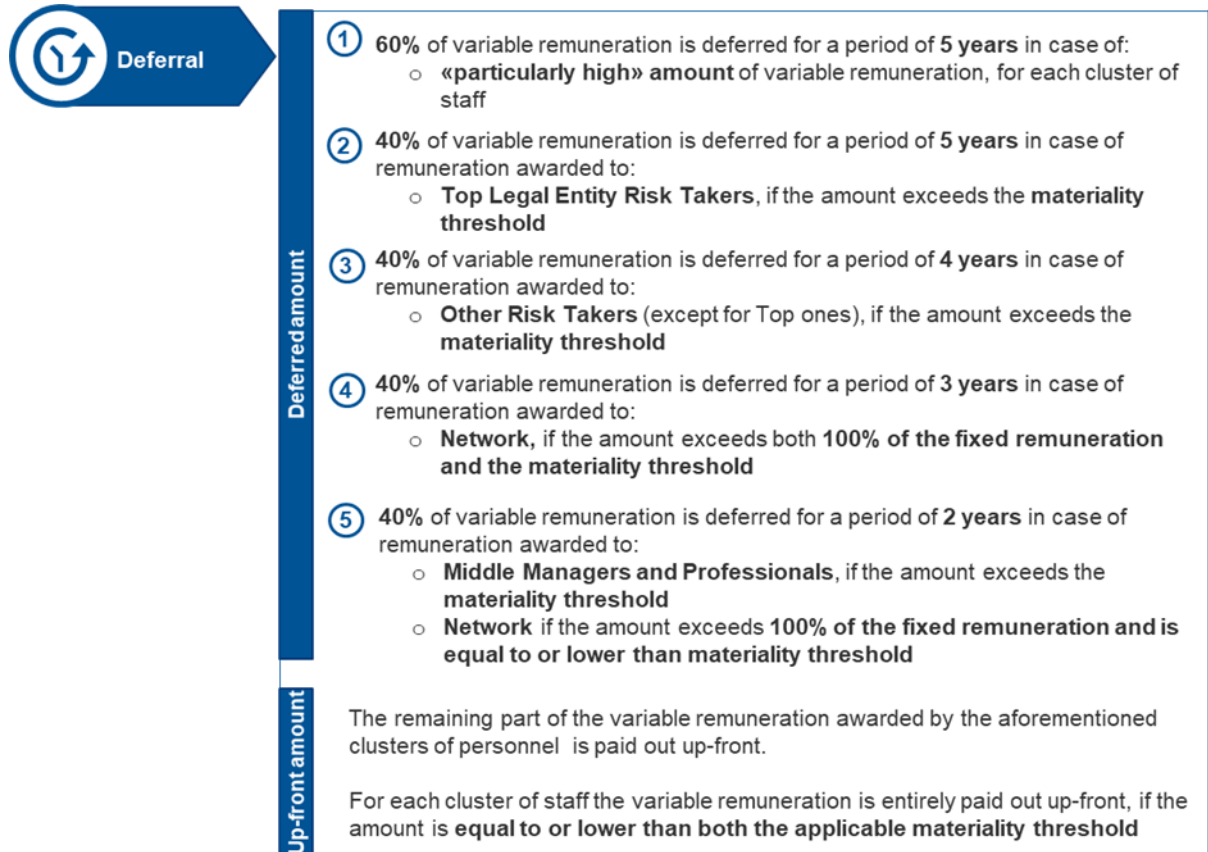 Deferral
Deferred amount
1 60% of variable remuneration is deferred for a period of 5 years in case of:
o «particularly high» amount of variable remuneration, for each cluster of
staff
2 40% of variable remuneration is deferred for a period of 5 years in case of
remuneration awarded to:
o Top Legal Entity Risk Takers, if the amount exceeds the materiality
threshold
3 40% of variable remuneration is deferred for a period of 4 years in case of
remuneration awarded to:
o Other Risk Takers (except for Top ones), if the amount exceeds the
materiality threshold
4 40% of variable remuneration is deferred for a period of 3 years in case of
remuneration awarded to:
o Network, if the amount exceeds both 100% of the fixed remuneration
and the materiality threshold
5 40% of variable remuneration is deferred for a period of 2 years in case of
remuneration awarded to:
o Middle Managers and Professionals, if the amount exceeds the
materiality threshold
o Network if the amount exceeds 100% of the fixed remuneration and is
equal to or lower than materiality threshold
Up-front amount
The remaining part of the variable remuneration awarded by the aforementioned
clusters of personnel is paid out up-front.
For each cluster of staff the variable remuneration is entirely paid out up-front, if the
amount is equal to or lower than both the applicable materiality threshold